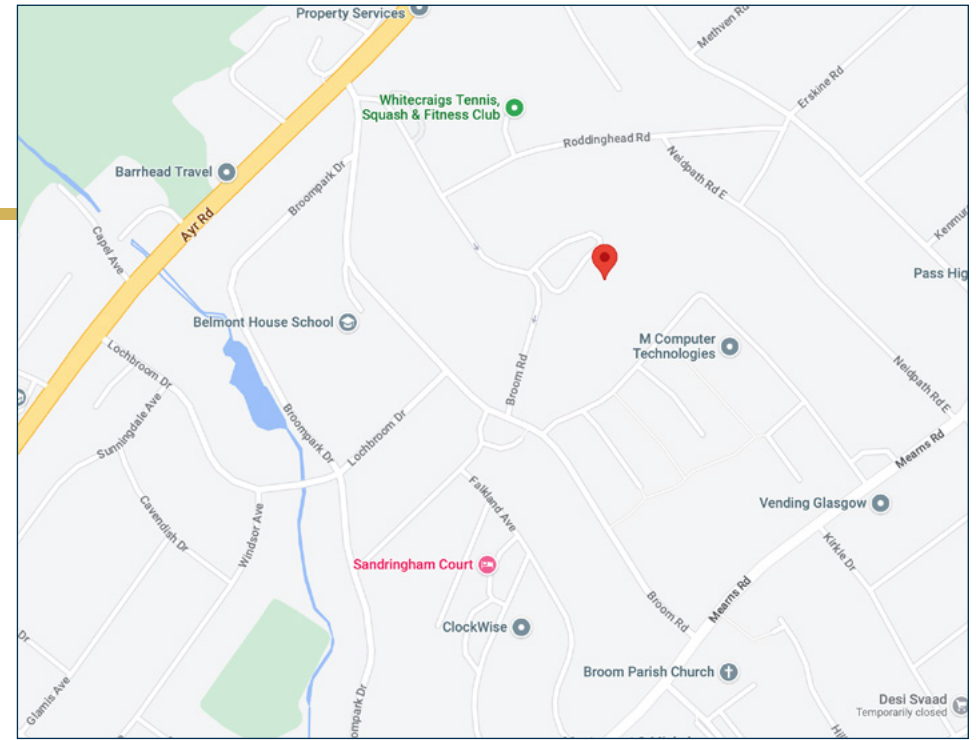 Property Services
Methven Rd
Erskine Rd
Whitecraigs Tennis,
Squash & Fitness Club
Roddinghead Rd
Neidpath Rd E
Barrhead Travel
Broompark Dr
Ayr Rd
Capel Ave
Pass Hig
Belmont House School
M Computer
Technologies
Lochbroom Dr
Broom Rd
Neidpath Rd E
Sunningdale Ave
Broompark Dr
Lochbroom Dr
Mearns Rd
Falkland Ave
Vending Glasgow
Cavendish Dr
Windsor Ave
Kirkle Dr
Sandringham Court
Broom Rd
Mearns Rd
ClockWise
Dr
Broom Parish Church
Glamis Ave
ompark Dr
Desi Svaad
Temporarily closed